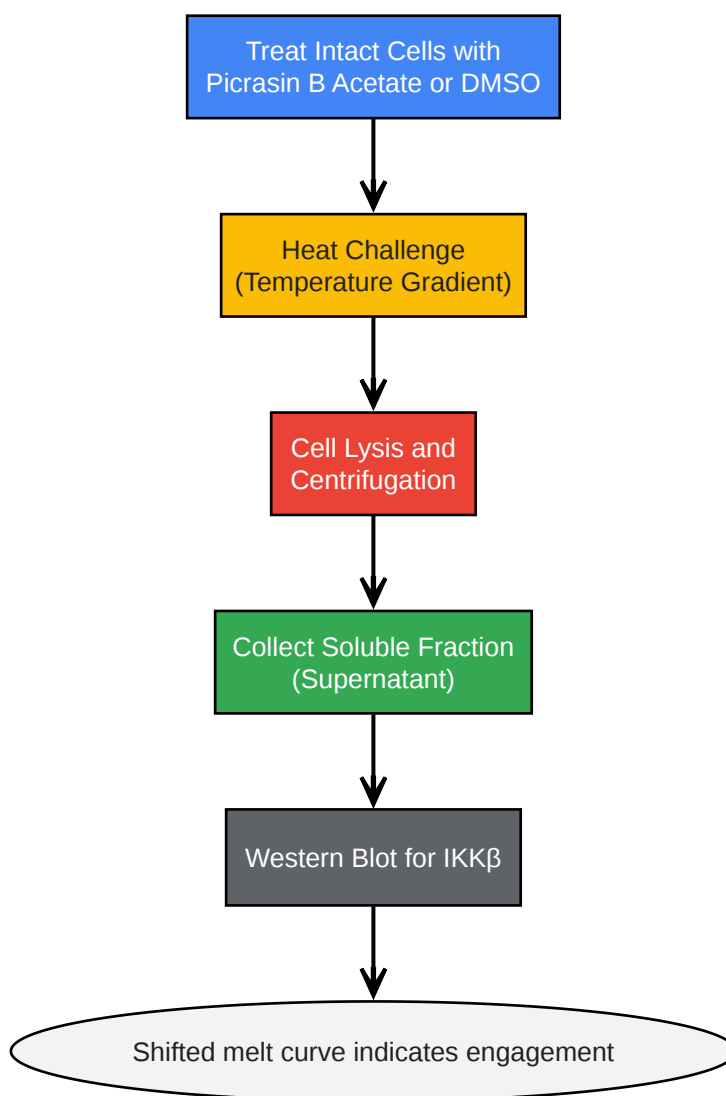 Treat Intact Cells with
Picrasin B Acetate or DMSO
Heat Challenge
(Temperature Gradient)
Cell Lysis and
Centrifugation
Collect Soluble Fraction
(Supernatant)
Western Blot for IKKβ
Shifted melt curve indicates engagement